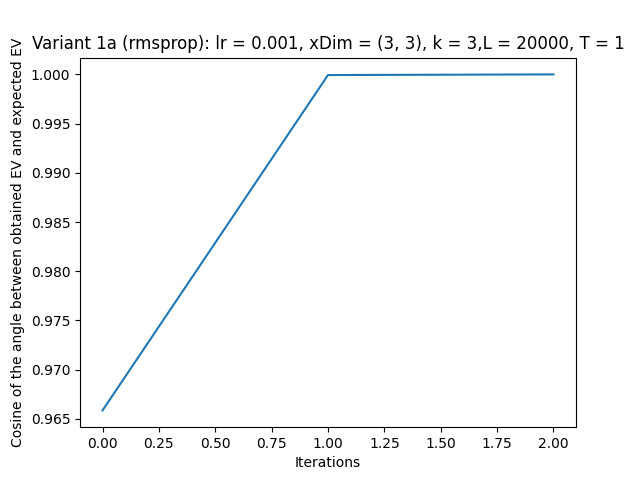 Variant 1a (rmsprop): lr = 0.001, xDim = (3, 3), k = 3,L = 20000, T = 1
Cosine of the angle between obtained EV and expected EV
1.000
0.995
0.990
0.985
0.980
0.975
0.970
0.965
0.00 0.25 0.50 0.75 1.00 1.25 1.50 1.75 2.00
Iterations